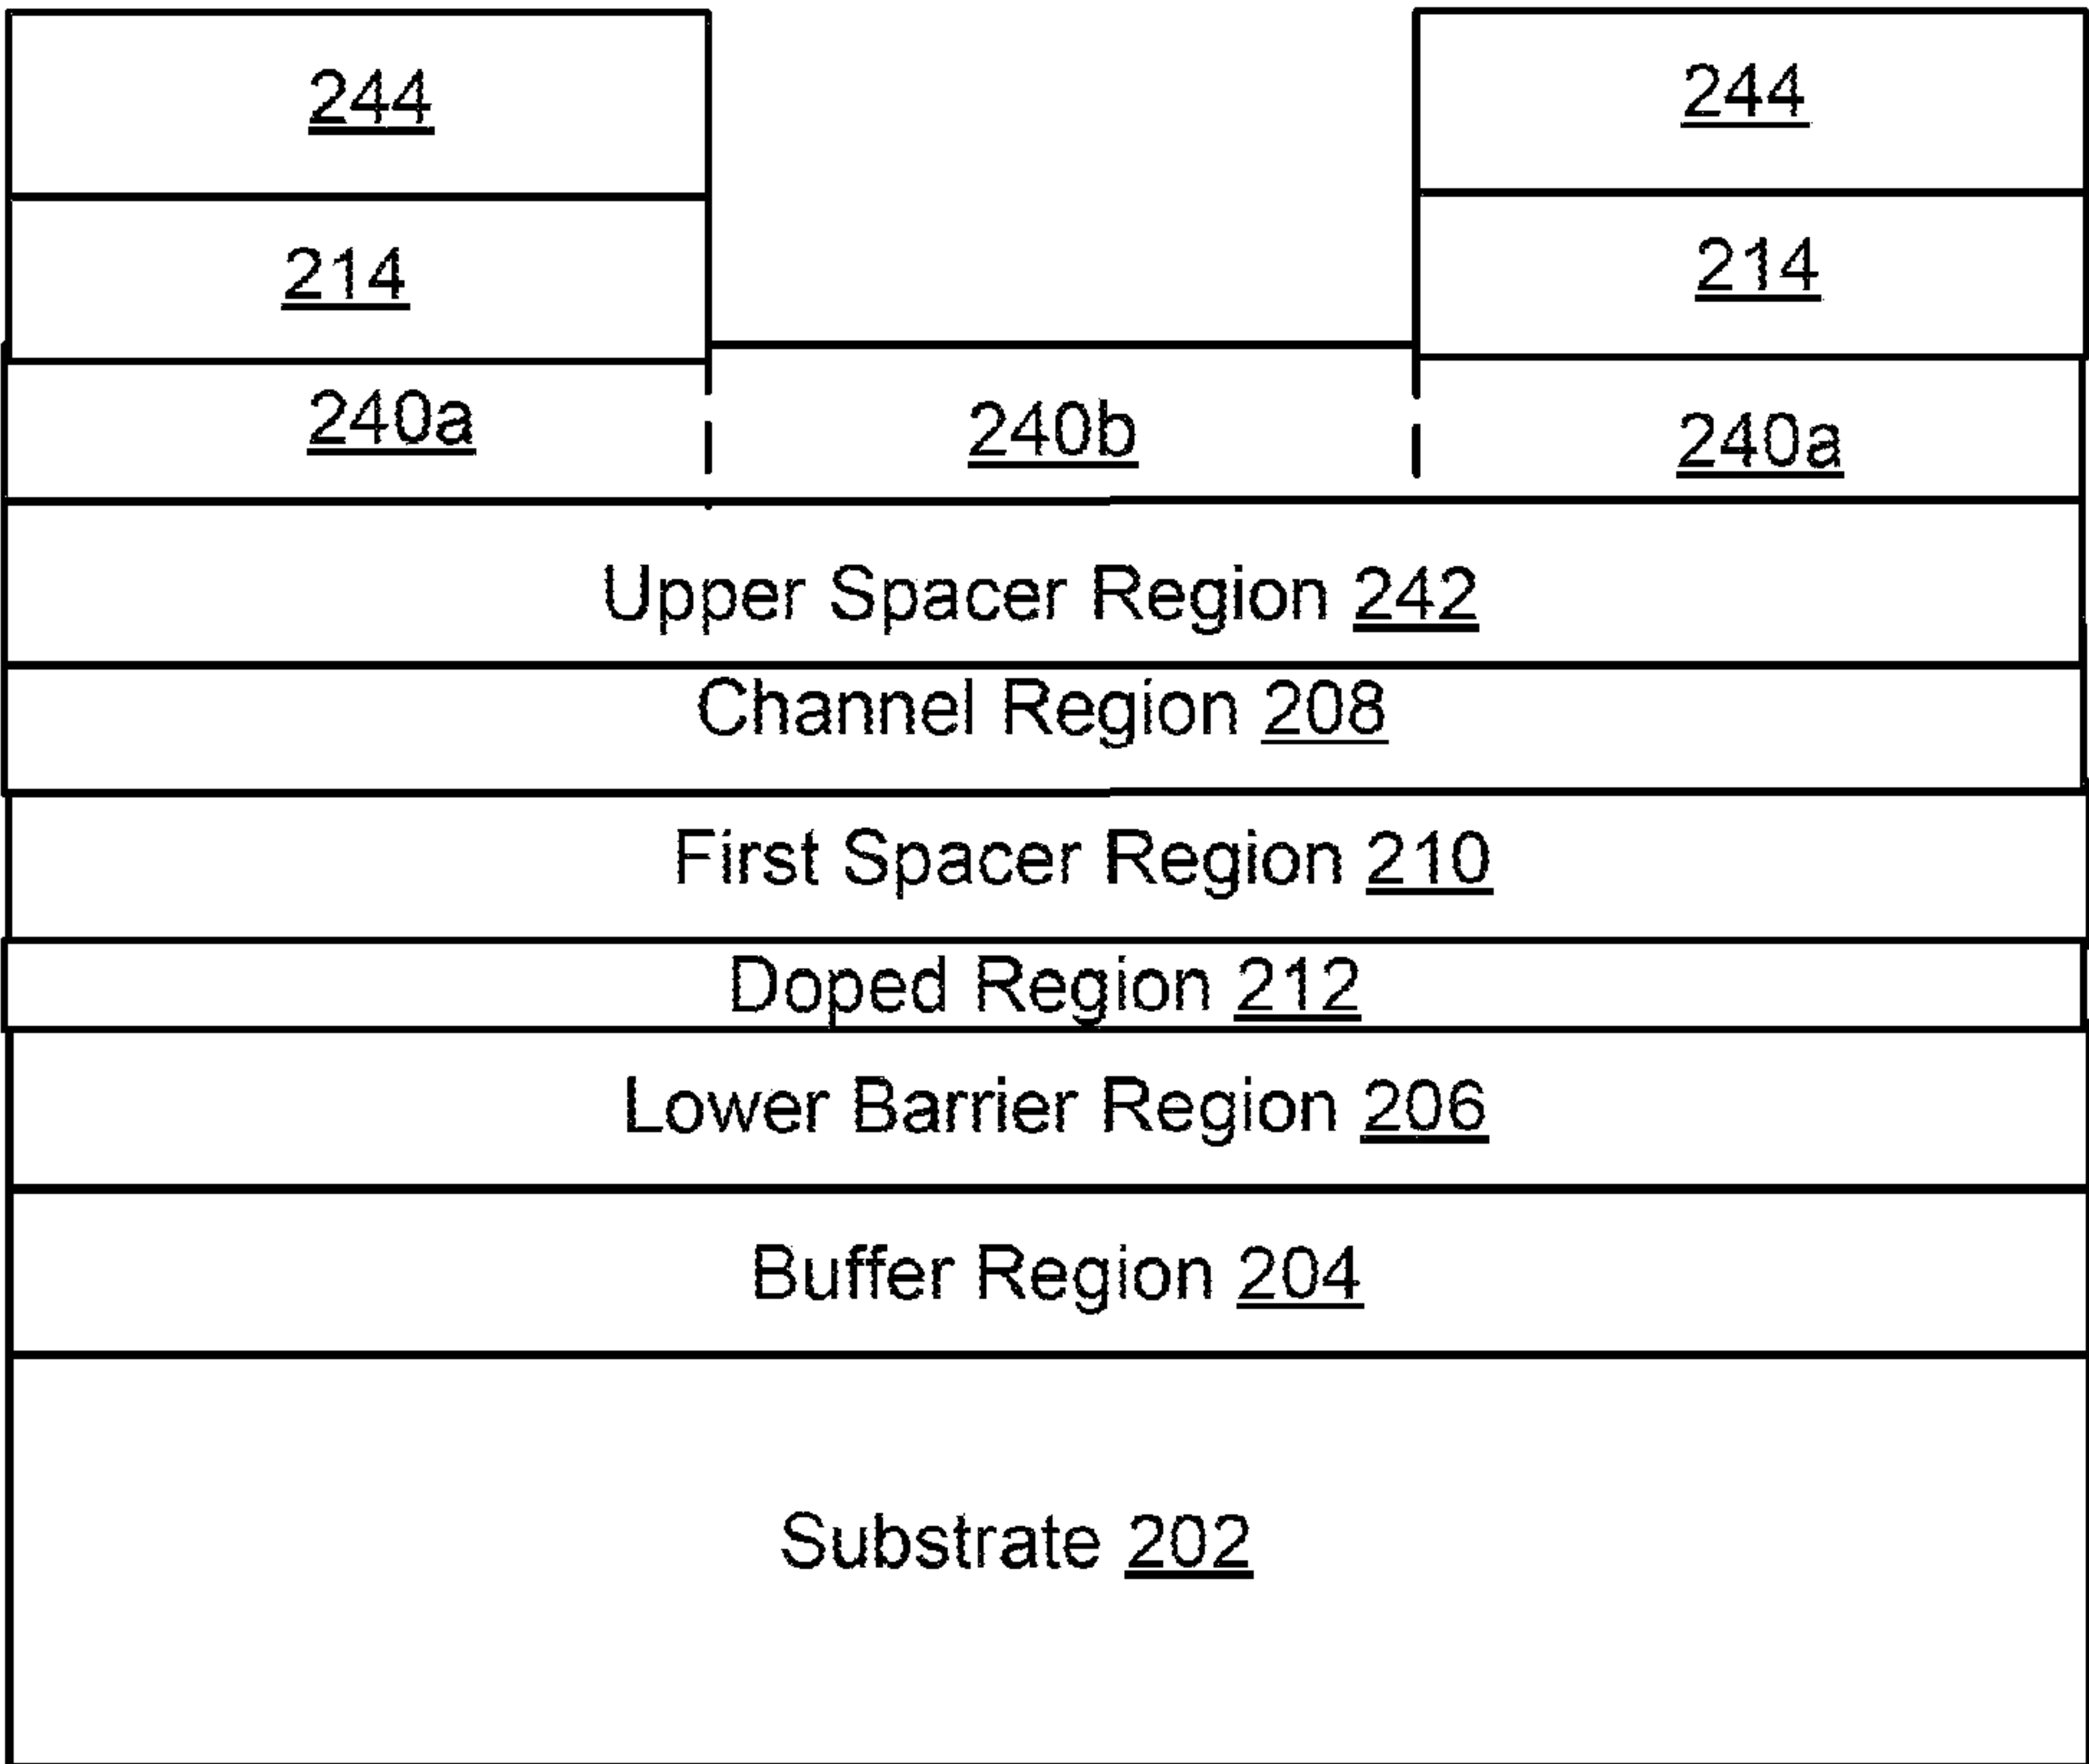 244 244
214 214
240a 240b 240a
Upper Spacer Region 242
Channel Region 208
First Spacer Region 210
Doped Region 212
Lower Barrier Region 206
Buffer Region 204
Substrate 202